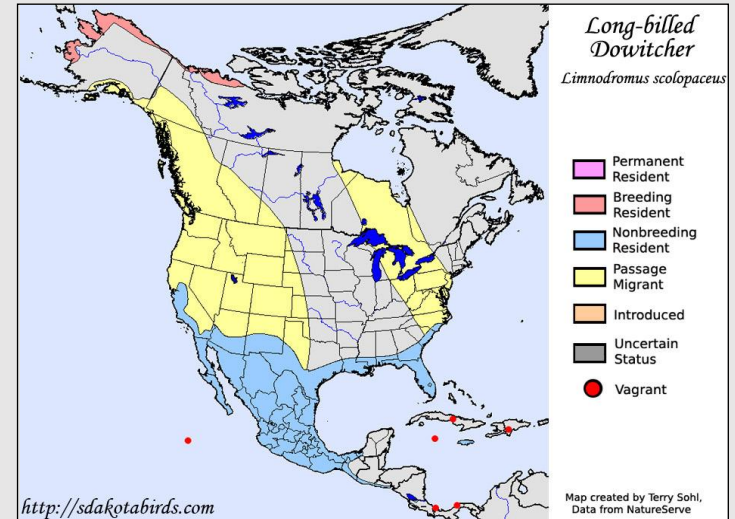 Long-billed
Dowitcher
Limnodromus scolopaceus
Permanent
Resident
Breeding
Resident
Nonbreeding
Resident
Passage
Migrant
Introduced
Uncertain
Status
Vagrant
Map created by Terry Sohl,
Data from NatureServe
http://sdakotabirds.com